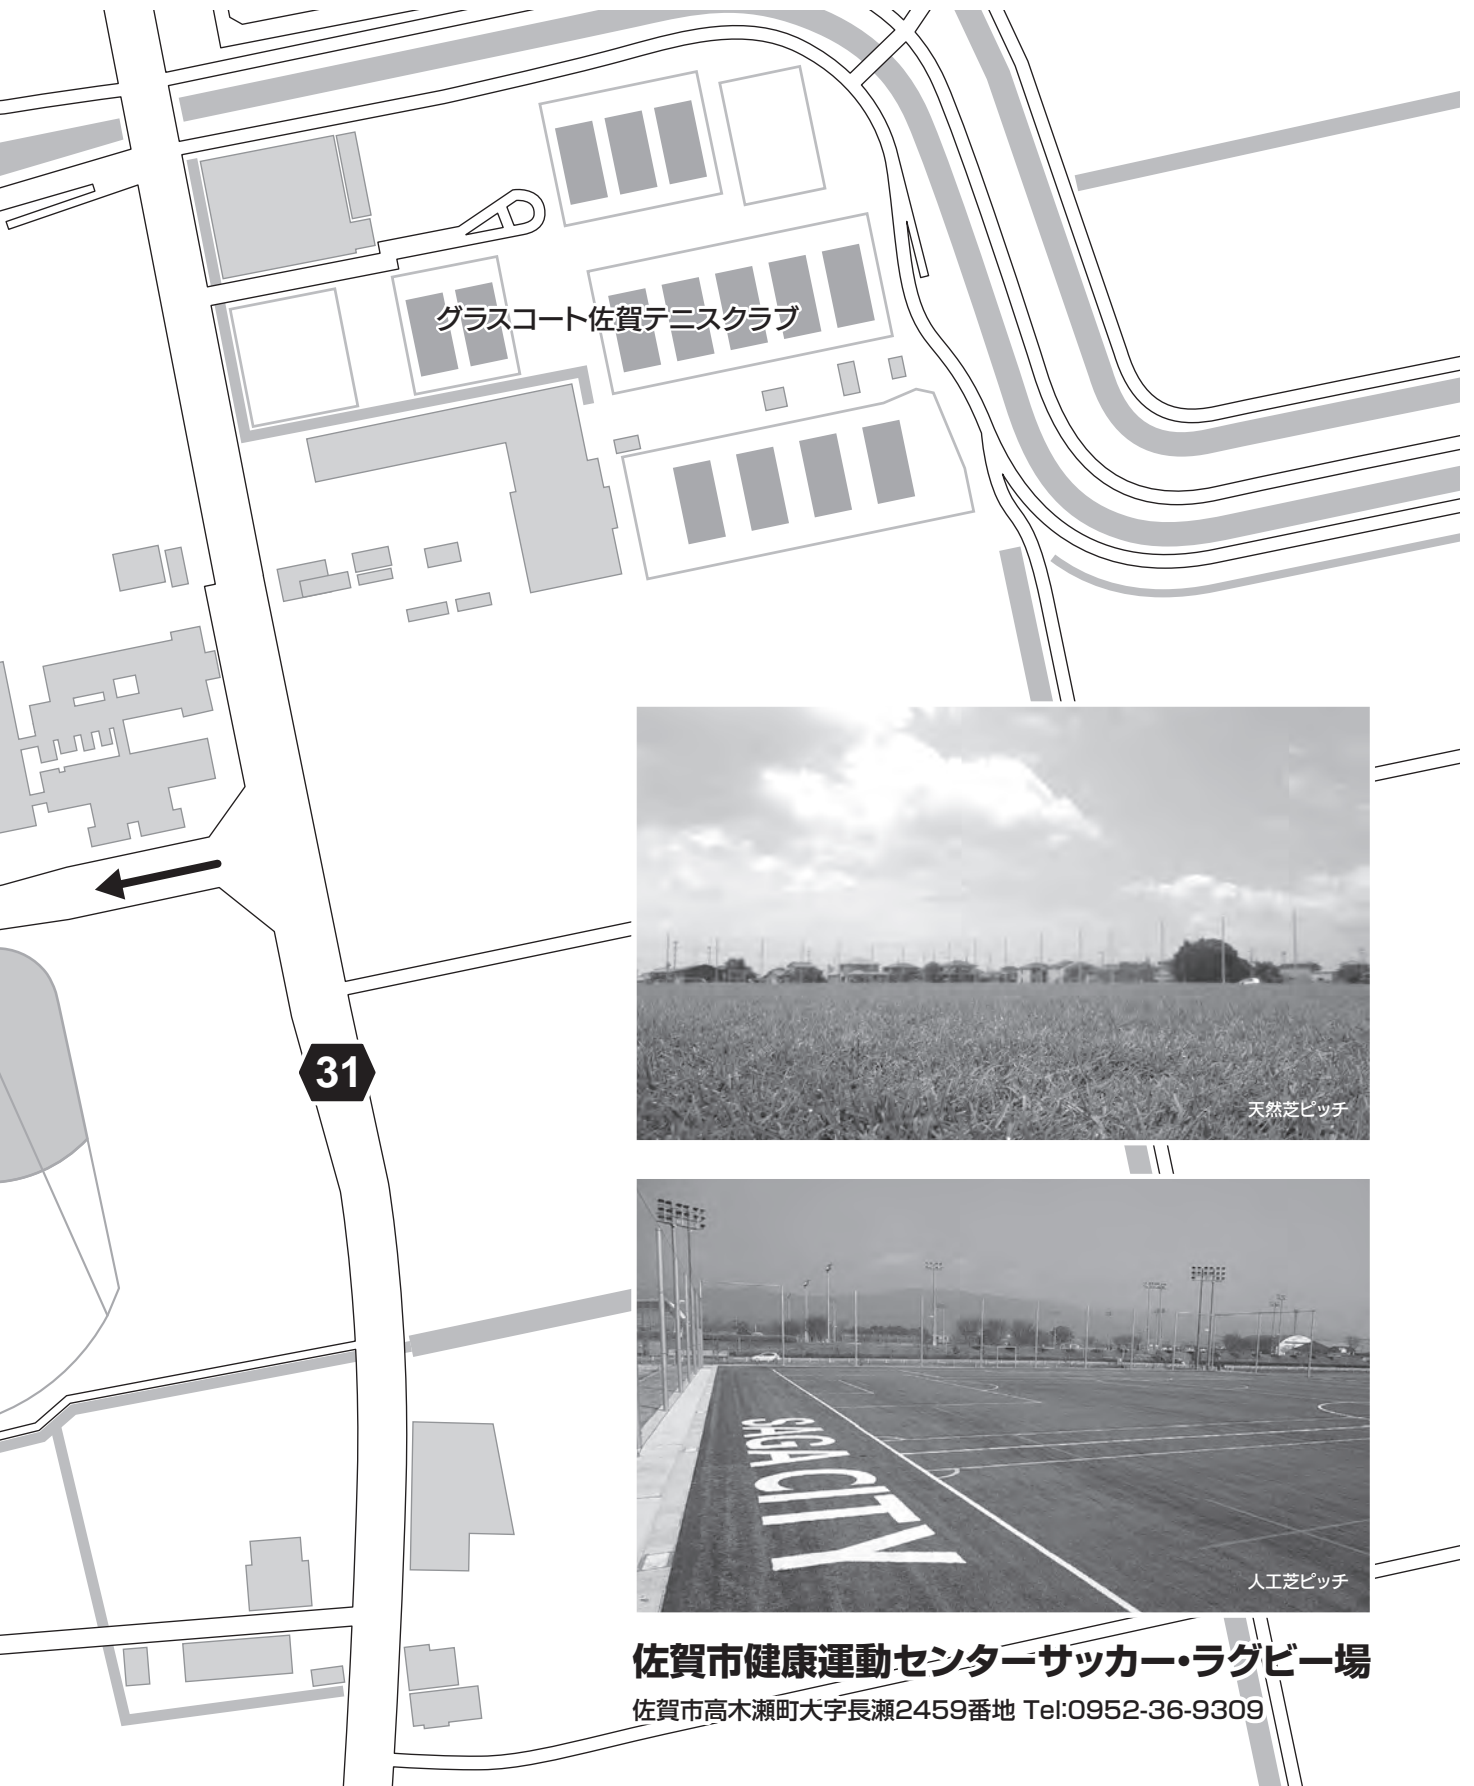 グラスコート佐賀テニスクラブ
31
天然芝ピッチ
SAGA CITY
人工芝ピッチ
佐賀市健康運動センターサッカー・ラグビー場
佐賀市高木瀬町大字長瀬2459番地 Tel:0952-36-9309